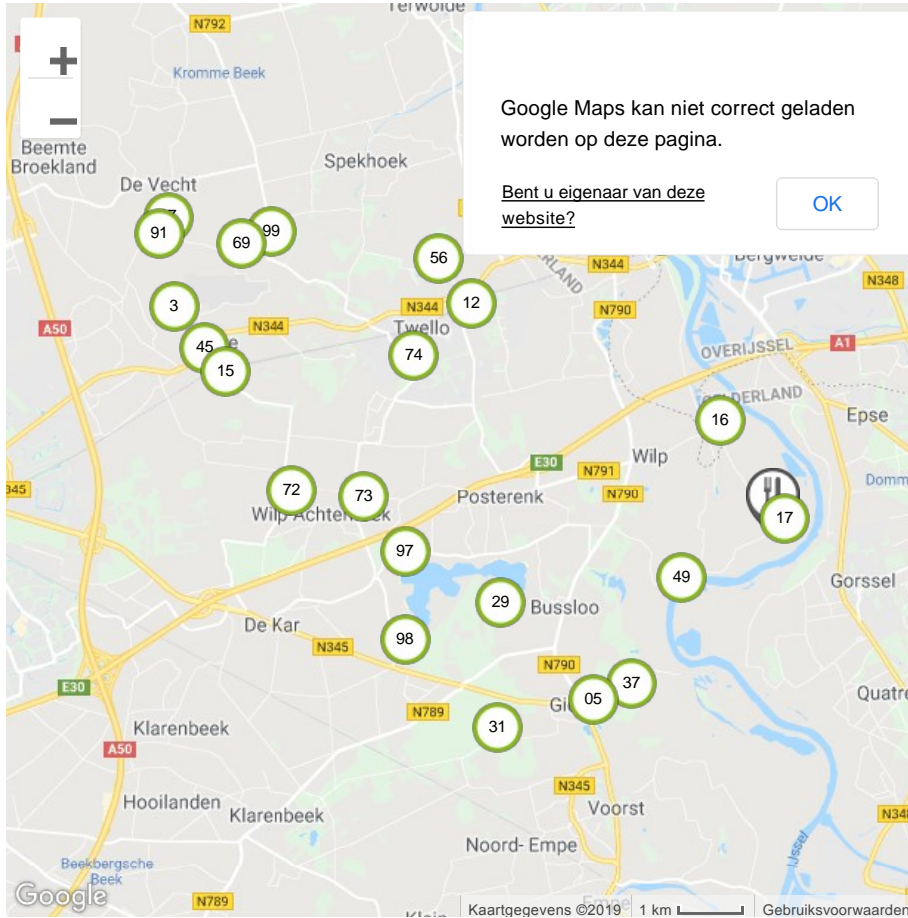 Terwolde
N792
+
Kromme Beek
−
Google Maps kan niet correct geladen
worden op deze pagina.
Beemte
Broekland
Spekhoek
De Vecht
Bent u eigenaar van deze
website?
OK
91
69
99
56
Bergweide
N344
N348
3
N344
12
N790
A50
N344
Twello
45
OVERIJSSEL
A1
15
74
16
Epse
Wilp
E30
N791
72
73
Posterenk
N790
17
97
49
Gorssel
29
Bussloo
De Kar
98
N345
N790
E30
37
05
N789
31
Klarenbeek
A50
N345
Hooilanden
Klarenbeek
Voorst
Noord- Empe
Beekbergsche
Beek
IJssel
Google
N789
Empe
Kaartgegevens ©2019
1 km
Gebruiksvoorwaarden